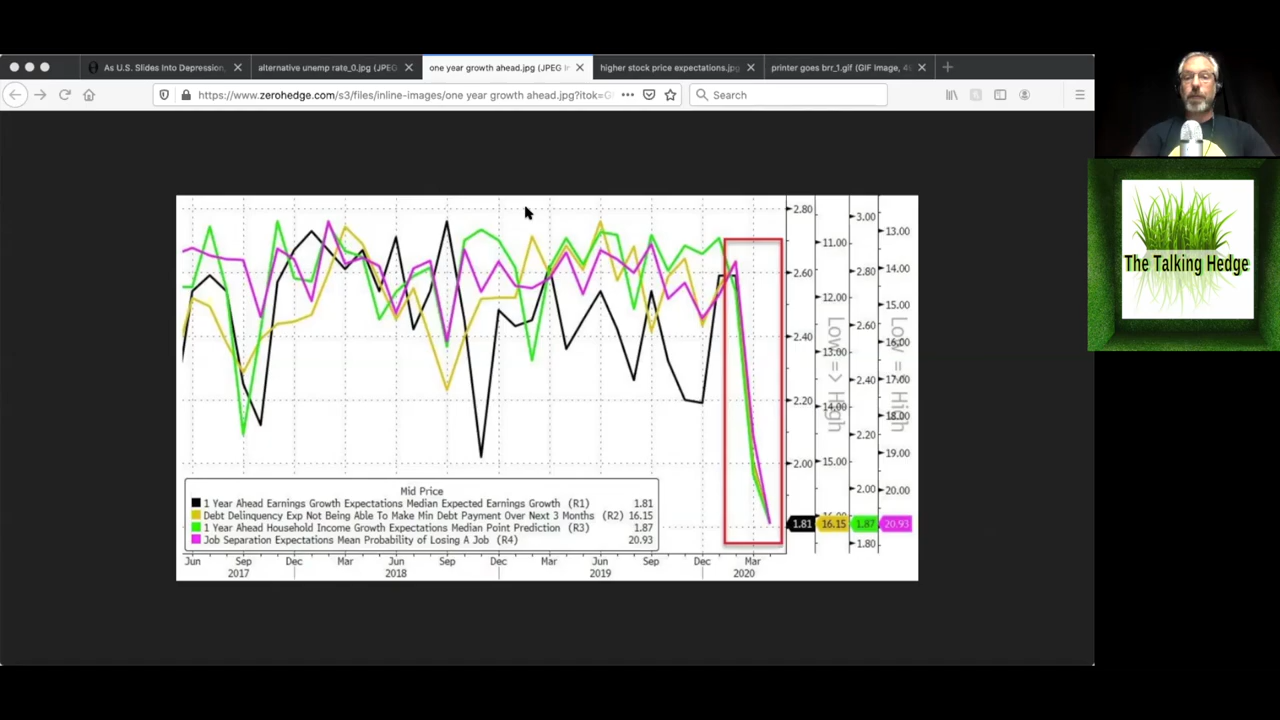 As U.S. Slides Into Depression,
alternative unemp rate_0.jpg (JPEG
one year growth ahead.jpg (JPEG I
higher stock price expectations.jpg
printer goes brr_1.gif (GIF Image, 4
https://www.zerohedge.com/s3/files/inline-images/one year growth ahead.jpg?itok=G
Search
2.80
2.60
2.40
2.20
2.00
1.81
11.00
12.00
13.00
14.00
15.00
16.15
Low => High
3.00
2.80
2.60
2.40
2.20
2.00
1.87
1.80
13.00
14.00
15.00
16.00
17.00
18.00
19.00
20.00
20.93
Low => High
Mid Price
1 Year Ahead Earnings Growth Expectations Median Expected Earnings Growth (R1) 1.81
Debt Delinquency Exp Not Being Able To Make Min Debt Payment Over Next 3 Months (R2) 16.15
1 Year Ahead Household Income Growth Expectations Median Point Prediction (R3) 1.87
Job Separation Expectations Mean Probability of Losing A Job (R4) 20.93
Jun Dec Mar Jun Sep Dec Mar Jun Sep Dec Mar
Sep
2017 2018 2019 2020
The Talking Hedge